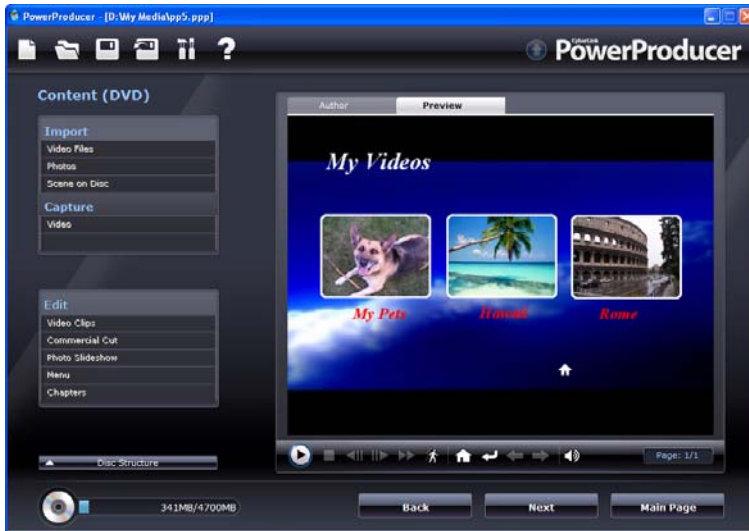 PowerProducer - [D:\My Media\pp5.ppp]
CyberLink
PowerProducer
Content (DVD)
Import
Video Files
Photos
Scene on Disc
Capture
Video
Edit
Video Clips
Commercial Cut
Photo Slideshow
Menu
Chapters
Disc Structure
341MB/4700MB
Author
Preview
My Videos
My Pets
Hawaii
Rome
Page: 1/1
Back
Next
Main Page